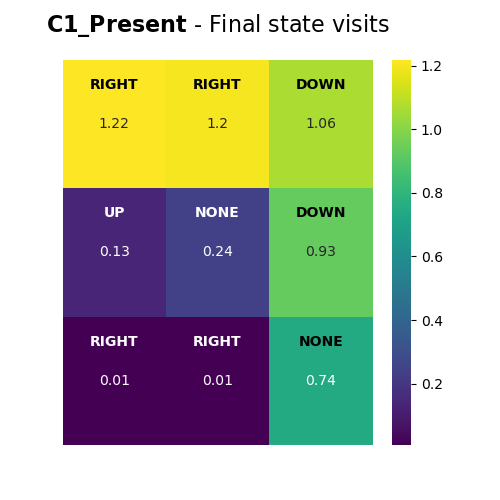 C1_Present - Final state visits
RIGHT RIGHT DOWN
1.22 1.2 1.06
UP NONE DOWN
0.13 0.24 0.93
RIGHT RIGHT NONE
0.01 0.01 0.74
1.2
1.0
0.8
0.6
0.4
0.2